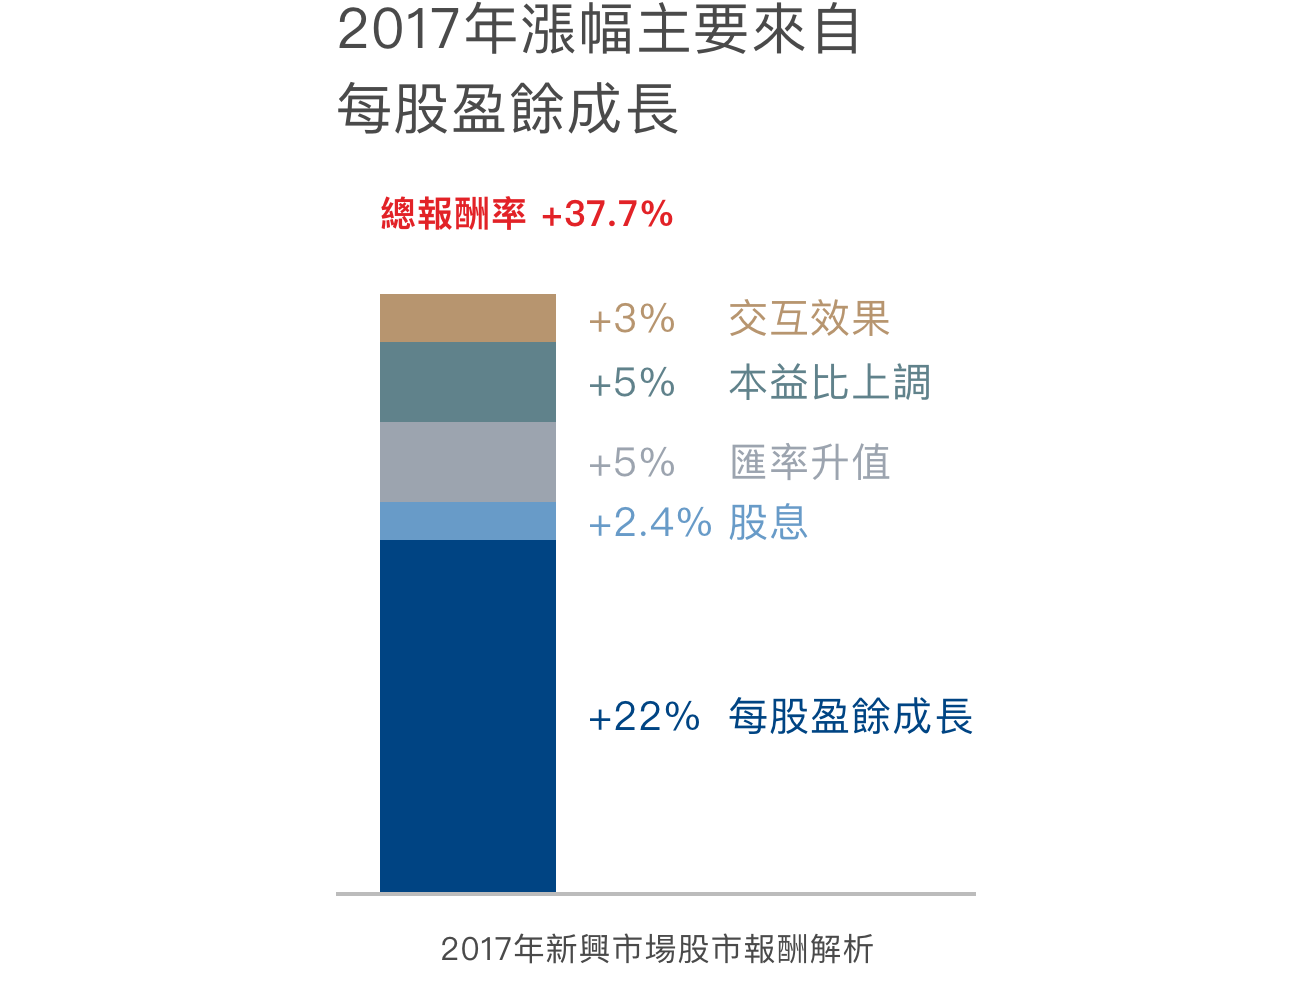 2017年漲幅主要來自
每股盈餘成長
總報酬率 +37.7%
+3% 交互效果
+5% 本益比上調
+5% 匯率升值
+2.4% 股息
+22% 每股盈餘成長
2017年新興市場股市報酬解析